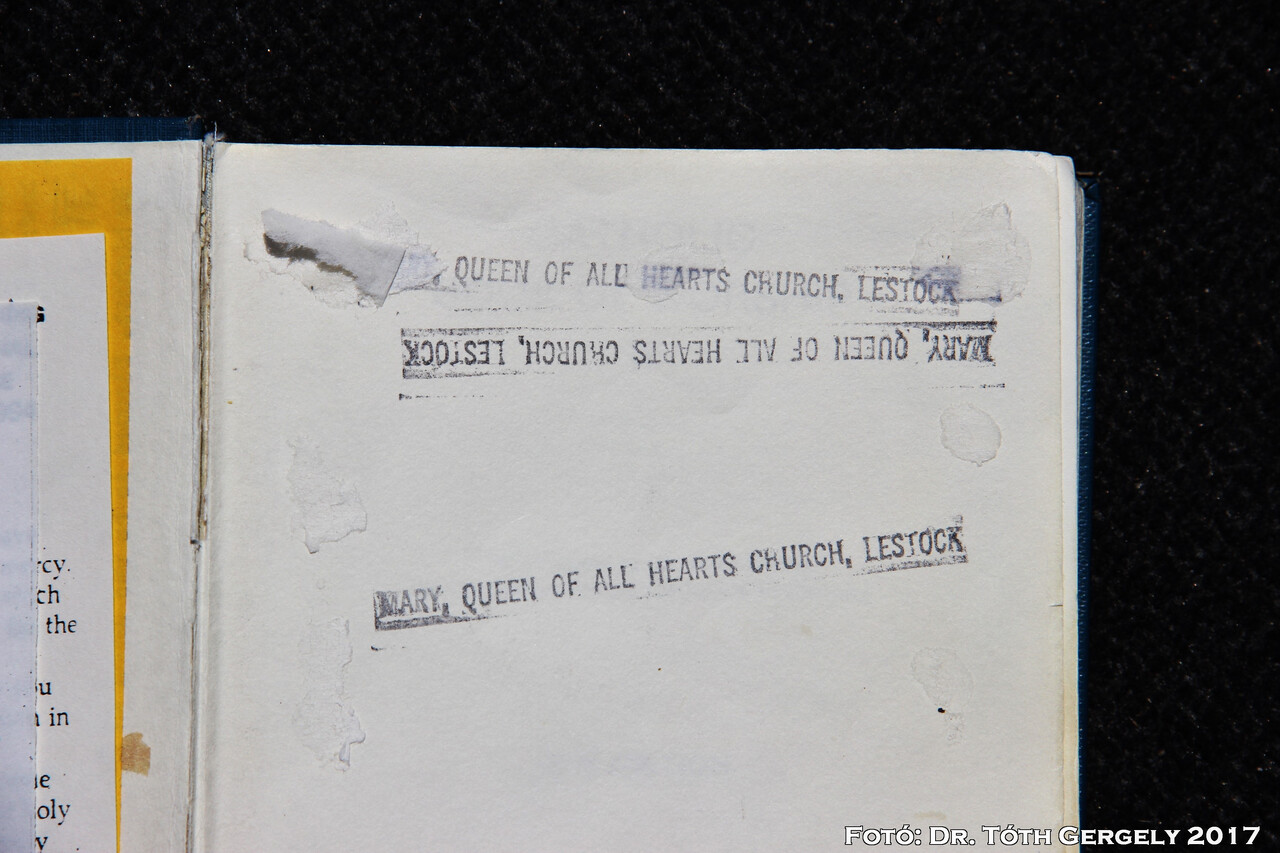 rcy.
ch
the
ou
in
oly
, QUEEN OF ALL HEARTS CHURCH, LESTOCK
MARY, QUEEN OF ALL HEARTS CHURCH, LESTOCK
MARY, QUEEN OF ALL HEARTS CHURCH, LESTOCK
FOTÓ: DR. TÓTH GERGELY 2017